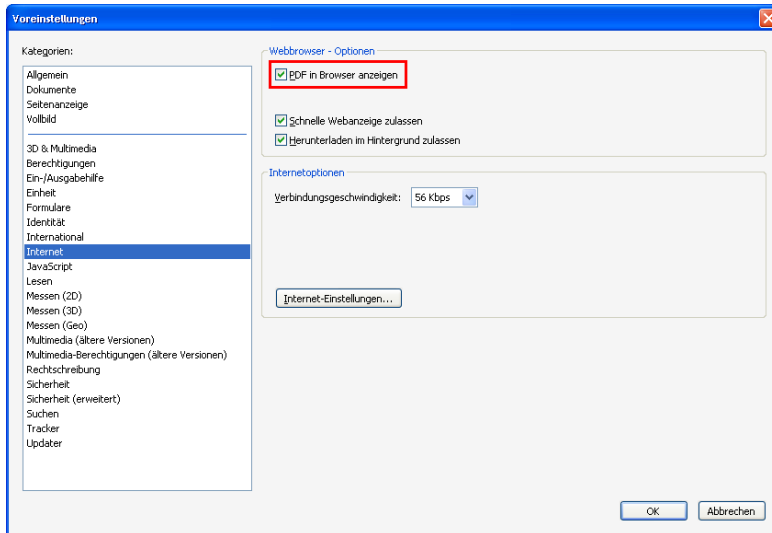 Voreinstellungen
Kategorien:
Allgemein
Dokumente
Seitenanzeige
Vollbild
3D & Multimedia
Berechtigungen
Ein-/Ausgabehilfe
Einheit
Formulare
Identität
International
Internet
JavaScript
Lesen
Messen (2D)
Messen (3D)
Messen (Geo)
Multimedia (ältere Versionen)
Multimedia-Berechtigungen (ältere Versionen)
Rechtschreibung
Sicherheit
Sicherheit (erweitert)
Suchen
Tracker
Updater
Webbrowser - Optionen
PDF in Browser anzeigen
Schnelle Webanzeige zulassen
Herunterladen im Hintergrund zulassen
Internetoptionen
Verbindungsgeschwindigkeit: 56 Kbps
Internet-Einstellungen...
OK Abbrechen